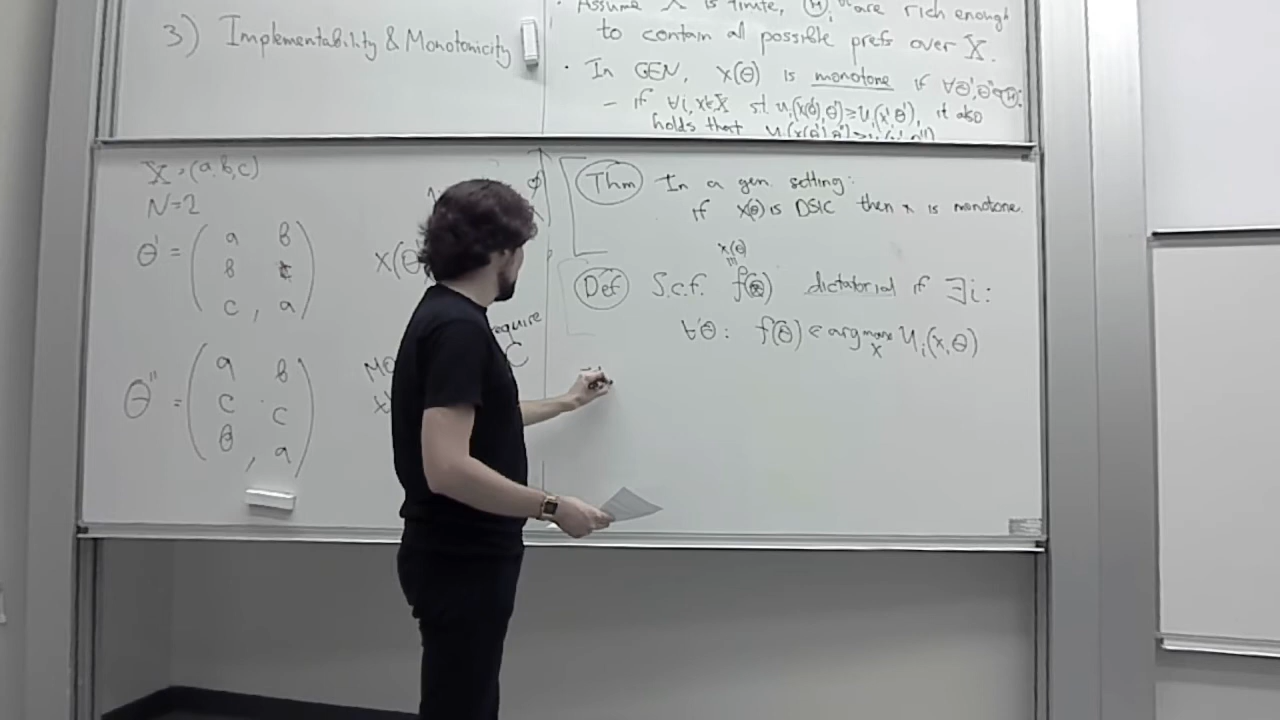 3) Implementability & Monotonicity
· Assume X is finite, Ⓗ, are rich enough
to contain all possible prefs over X.
· In GEN, x(θ) is monotone if ∀θ',θ''∈Ⓗ:
- if ∀i, x'∈X st. uᵢ(x(θ'),θ')≥uᵢ(x',θ'), it also
holds that
X=(a,b,c)
N=2
θ' = ( a b
b c
c , a )
x(θ
θ'' = ( a b
c c
b , a )
equire
C
Thm In a gen. setting:
if x(θ) is DSIC then x is monotone.
x(θ)
Def S.c.f. f(θ) dictatorial if ∃i:
∀θ: f(θ) ∈ argmax uᵢ(x,θ)
x